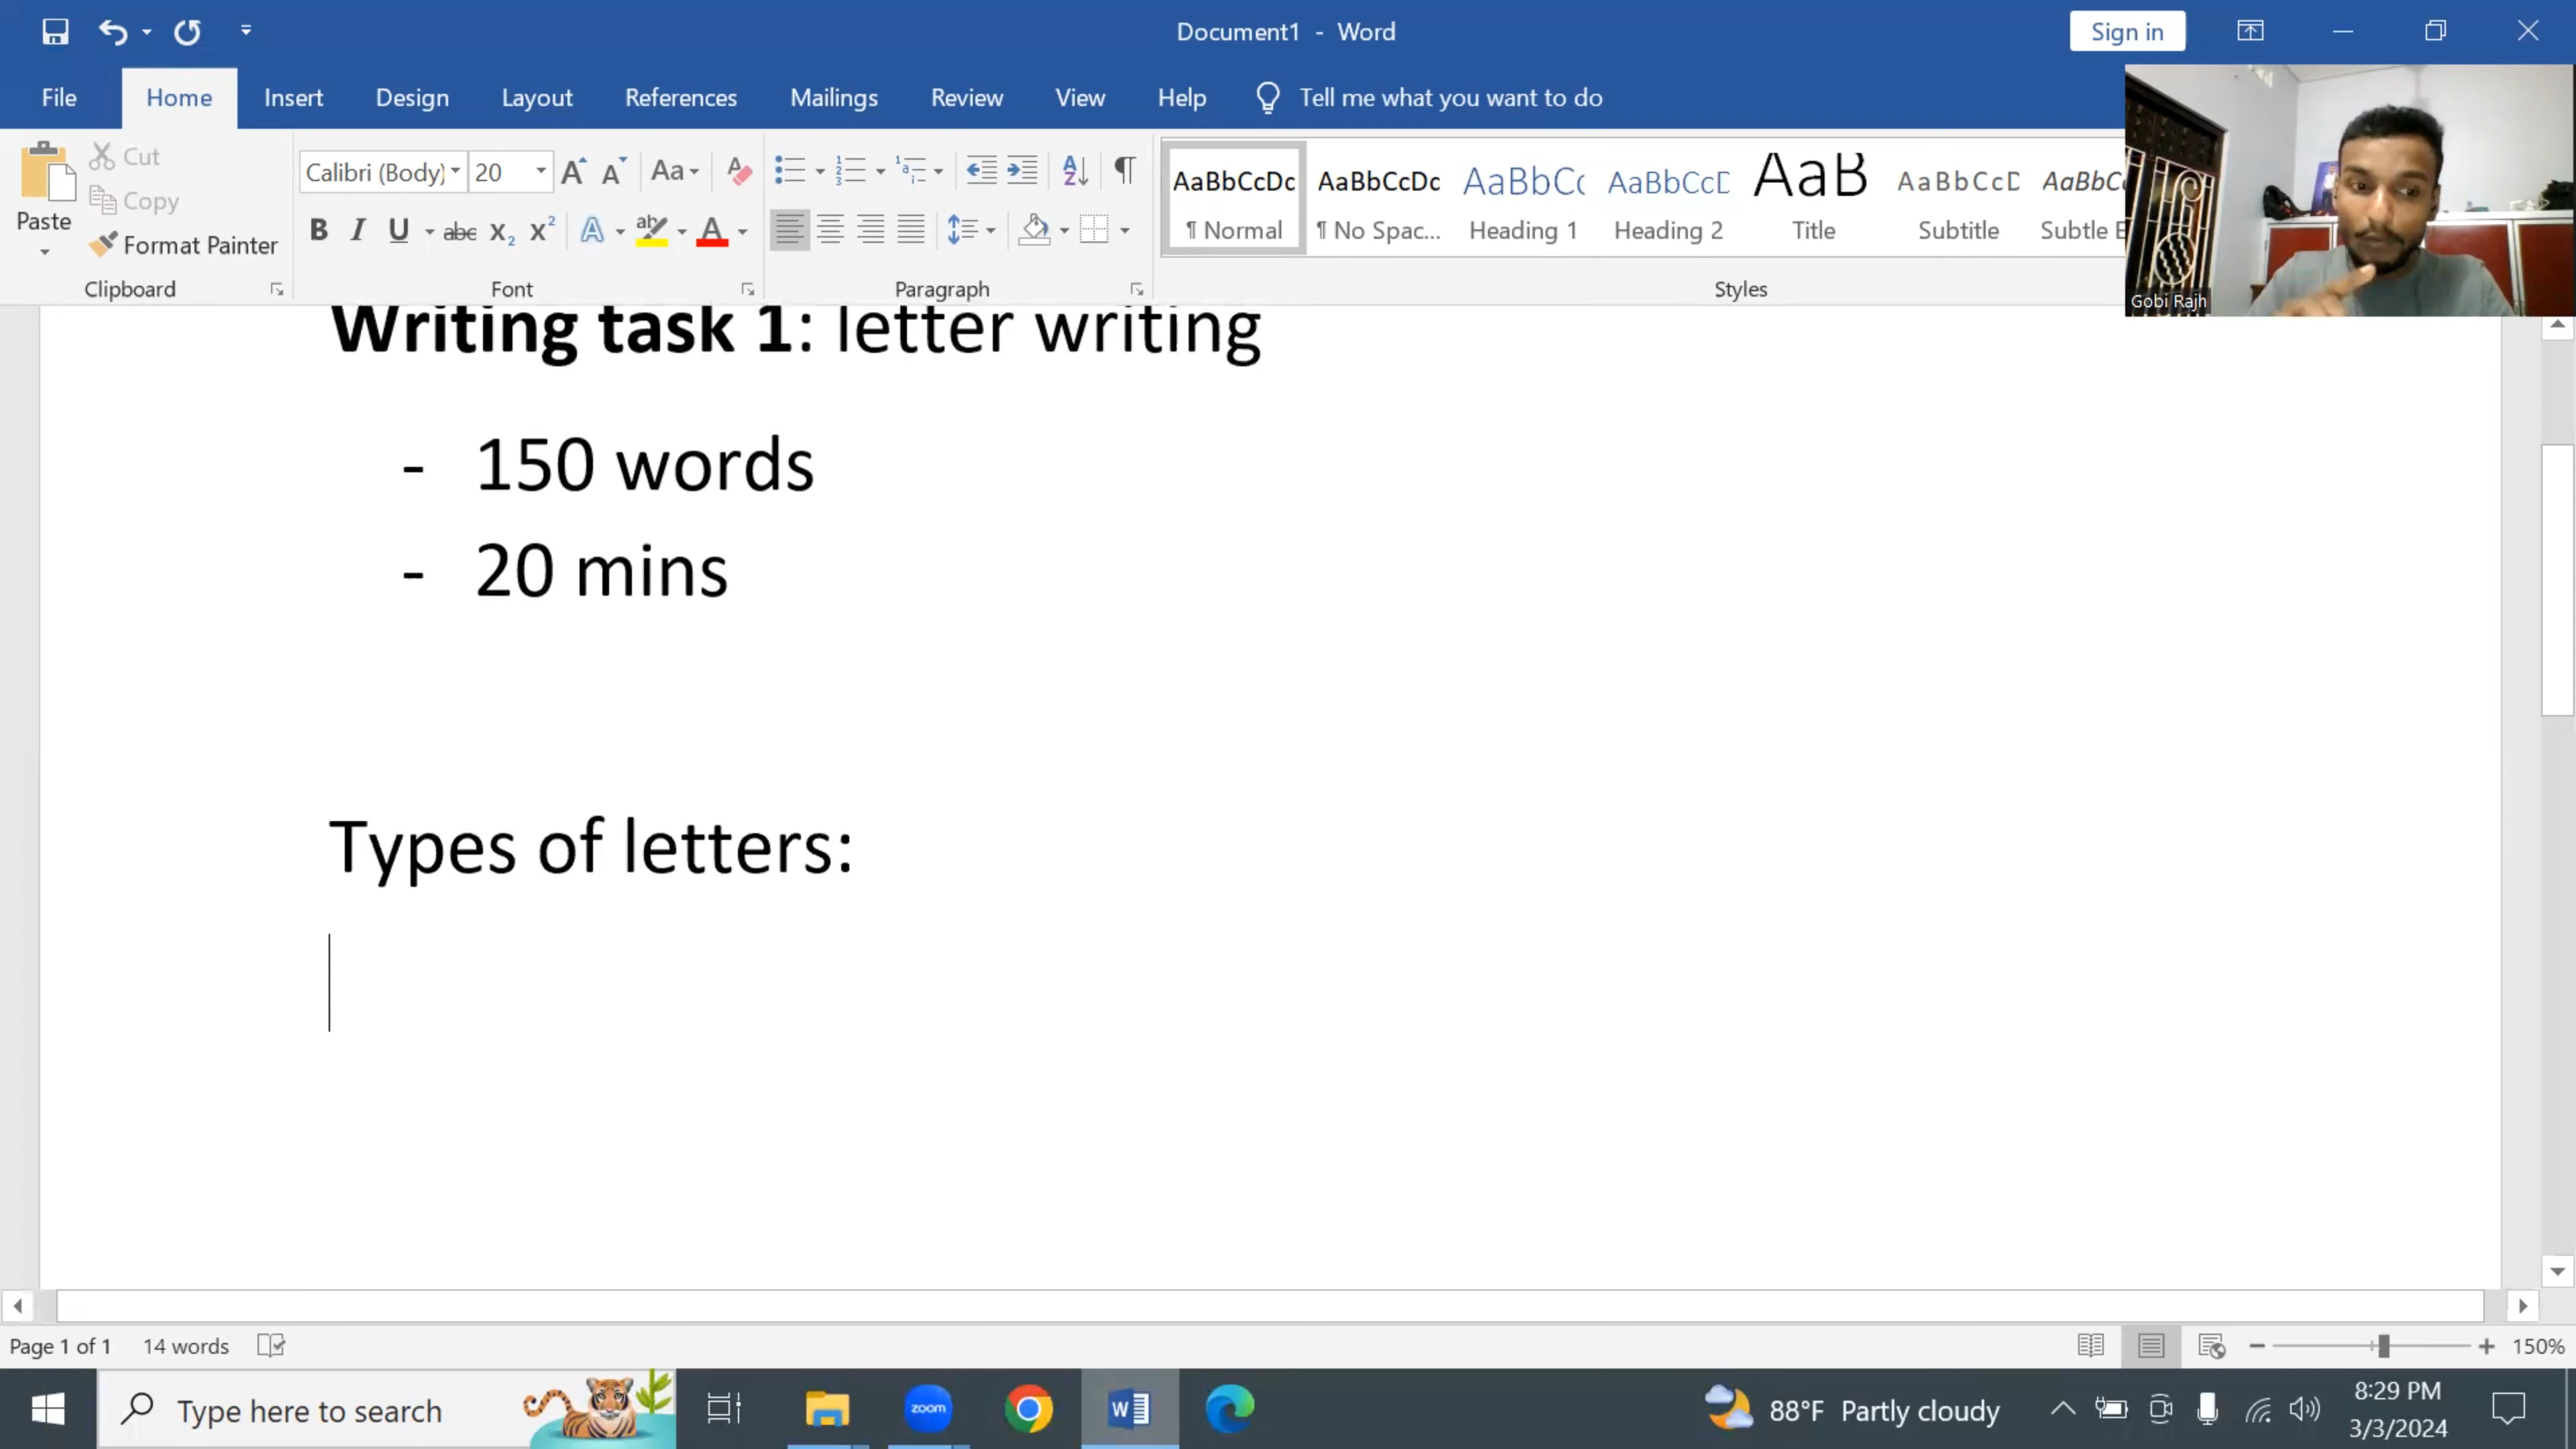 Document1 - Word
Sign in
File Home Insert Design Layout References Mailings Review View Help Tell me what you want to do
Paste
Cut
Copy
Format Painter
Clipboard
Calibri (Body) 20
Font
Paragraph
AaBbCcDc AaBbCcDc AaBbCc AaBbCcD AaB AaBbCcD AaBbCc
¶ Normal ¶ No Spac... Heading 1 Heading 2 Title Subtitle Subtle E
Styles
Gobi Rajh
Writing task 1: letter writing
- 150 words
- 20 mins
Types of letters:
Page 1 of 1 14 words 150%
Type here to search
zoom
88°F Partly cloudy
8:29 PM
3/3/2024